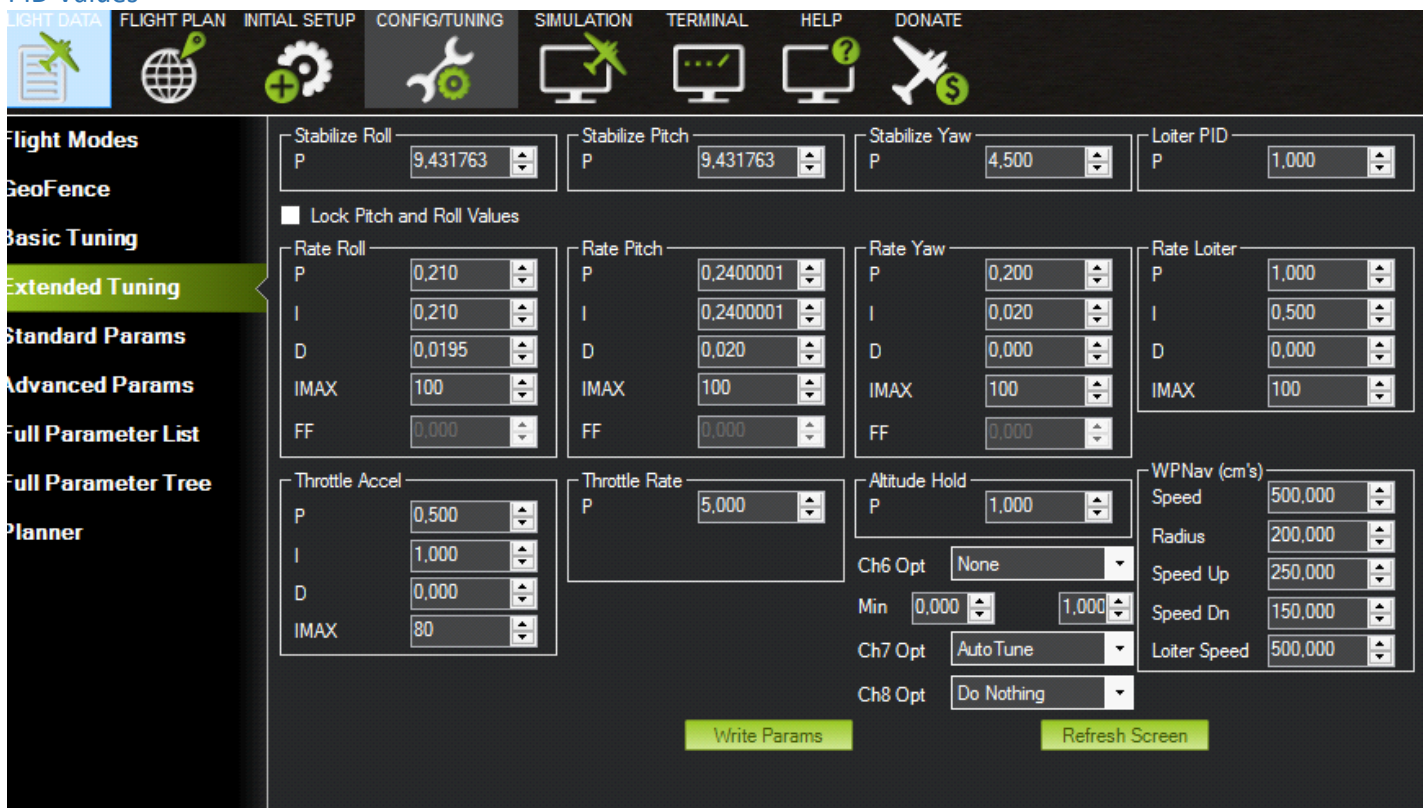 PID Values
LIGHT DATA FLIGHT PLAN INITIAL SETUP CONFIG/TUNING SIMULATION TERMINAL HELP DONATE
Flight Modes
GeoFence
Basic Tuning
Extended Tuning
Standard Params
Advanced Params
Full Parameter List
Full Parameter Tree
Planner
Stabilize Roll
P 9,431763
Stabilize Pitch
P 9,431763
Stabilize Yaw
P 4,500
Loiter PID
P 1,000
Lock Pitch and Roll Values
Rate Roll
P 0,210
I 0,210
D 0,0195
IMAX 100
FF 0,000
Rate Pitch
P 0,2400001
I 0,2400001
D 0,020
IMAX 100
FF 0,000
Rate Yaw
P 0,200
I 0,020
D 0,000
IMAX 100
FF 0,000
Rate Loiter
P 1,000
I 0,500
D 0,000
IMAX 100
Throttle Accel
P 0,500
I 1,000
D 0,000
IMAX 80
Throttle Rate
P 5,000
Altitude Hold
P 1,000
Ch6 Opt None
Min 0,000 1,000
Ch7 Opt AutoTune
Ch8 Opt Do Nothing
WPNav (cm's)
Speed 500,000
Radius 200,000
Speed Up 250,000
Speed Dn 150,000
Loiter Speed 500,000
Write Params Refresh Screen